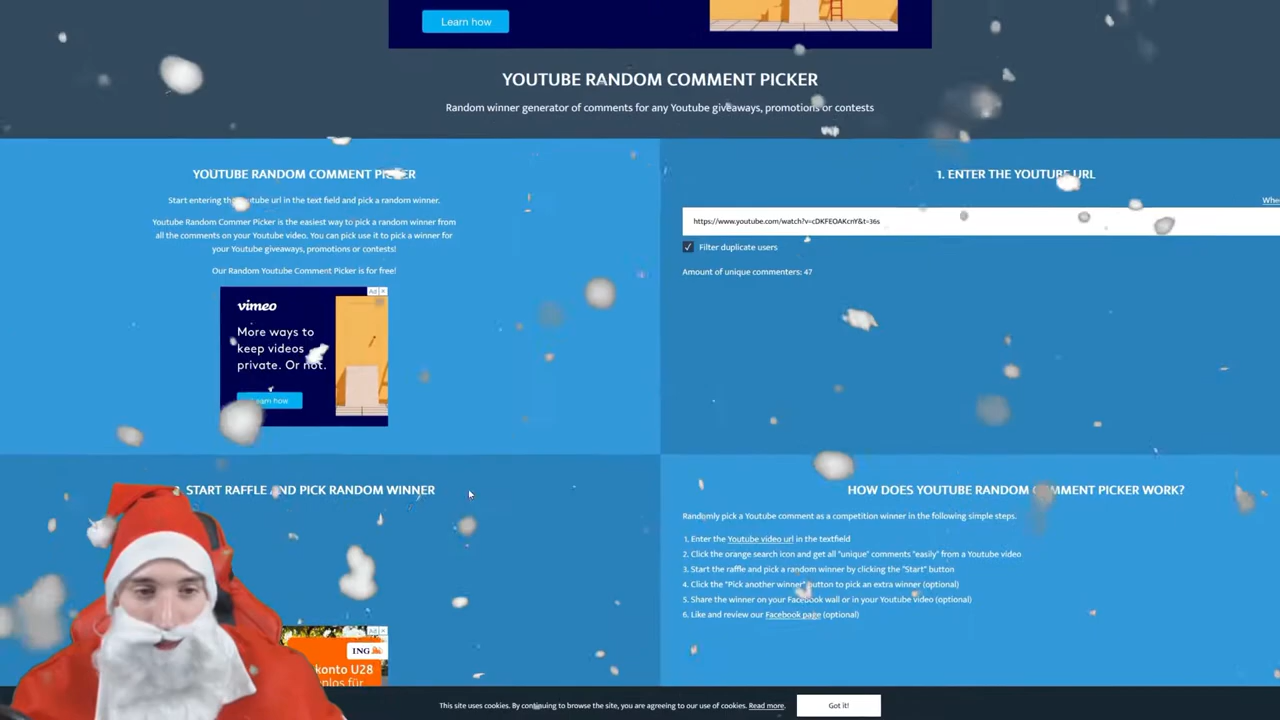 Learn how
YOUTUBE RANDOM COMMENT PICKER
Random winner generator of comments for any Youtube giveaways, promotions or contests
YOUTUBE RANDOM COMMENT PICKER
Start entering the Youtube url in the text field and pick a random winner.
Youtube Random Commer Picker is the easiest way to pick a random winner from
all the comments on your Youtube video. You can pick use it to pick a winner for
your Youtube giveaways, promotions or contests!
Our Random Youtube Comment Picker is for free!
Ad
vimeo
More ways to
keep videos
private. Or not.
Learn how
1. ENTER THE YOUTUBE URL
https://www.youtube.com/watch?v=cDKFEOAKcnY&t=36s
Filter duplicate users
Amount of unique commenters: 47
START RAFFLE AND PICK RANDOM WINNER
Ad
ING
konto U28
HOW DOES YOUTUBE RANDOM COMMENT PICKER WORK?
Randomly pick a Youtube comment as a competition winner in the following simple steps.
1. Enter the Youtube video url in the textfield
2. Click the orange search icon and get all "unique" comments "easily" from a Youtube video
3. Start the raffle and pick a random winner by clicking the "Start" button
4. Click the "Pick another winner" button to pick an extra winner (optional)
5. Share the winner on your Facebook wall or in your Youtube video (optional)
6. Like and review our Facebook page (optional)
This site uses cookies. By continuing to browse the site, you are agreeing to our use of cookies. Read more.
Got it!